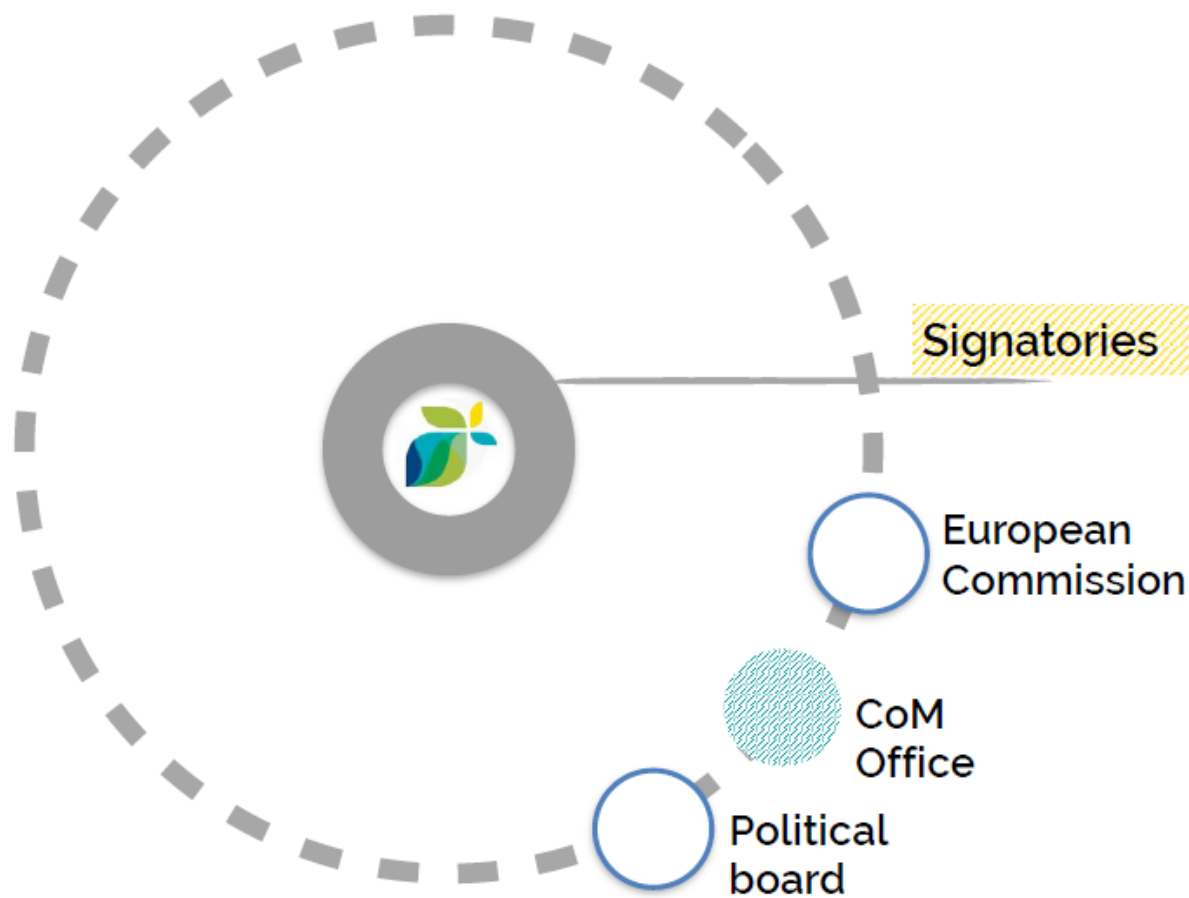 Signatories
European
Commission
CoM
Office
Political
board